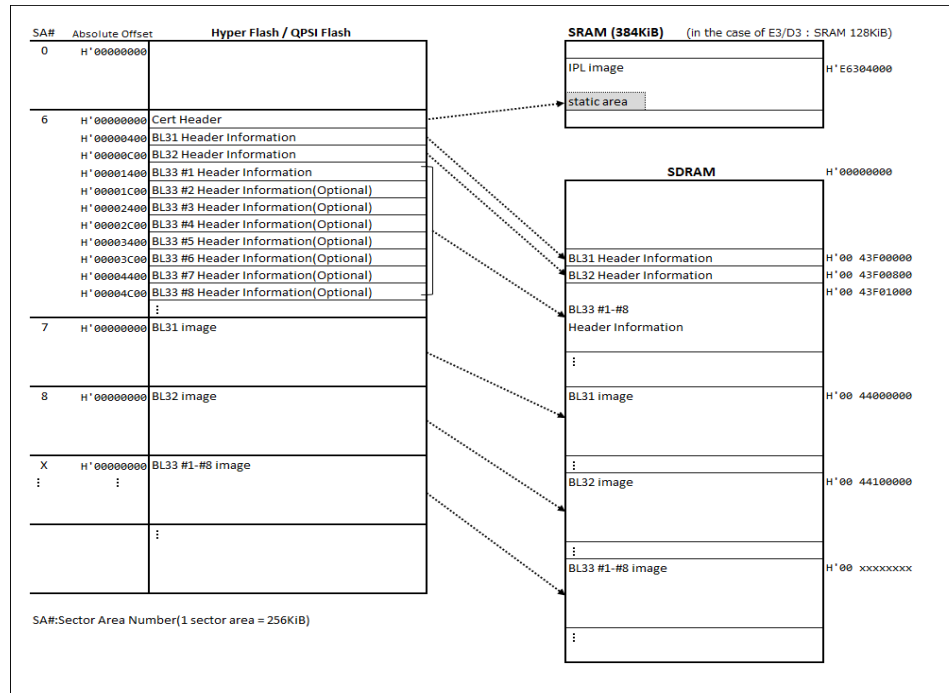 SA# Absolute Offset Hyper Flash / QPSI Flash
0 H'00000000
6 H'00000000 Cert Header
H'00000400 BL31 Header Information
H'00000C00 BL32 Header Information
H'00001400 BL33 #1 Header Information
H'00001C00 BL33 #2 Header Information(Optional)
H'00002400 BL33 #3 Header Information(Optional)
H'00002C00 BL33 #4 Header Information(Optional)
H'00003400 BL33 #5 Header Information(Optional)
H'00003C00 BL33 #6 Header Information(Optional)
H'00004400 BL33 #7 Header Information(Optional)
H'00004C00 BL33 #8 Header Information(Optional)
⋮
7 H'00000000 BL31 image
8 H'00000000 BL32 image
X H'00000000 BL33 #1-#8 image
⋮ ⋮
⋮
SA#:Sector Area Number(1 sector area = 256KiB)
SRAM (384KiB) (in the case of E3/D3 : SRAM 128KiB)
IPL image H'E6304000
static area
SDRAM H'00000000
BL31 Header Information H'00 43F00000
BL32 Header Information H'00 43F00800
H'00 43F01000
BL33 #1-#8
Header Information
⋮
BL31 image H'00 44000000
⋮
BL32 image H'00 44100000
⋮
BL33 #1-#8 image H'00 xxxxxxxx
⋮